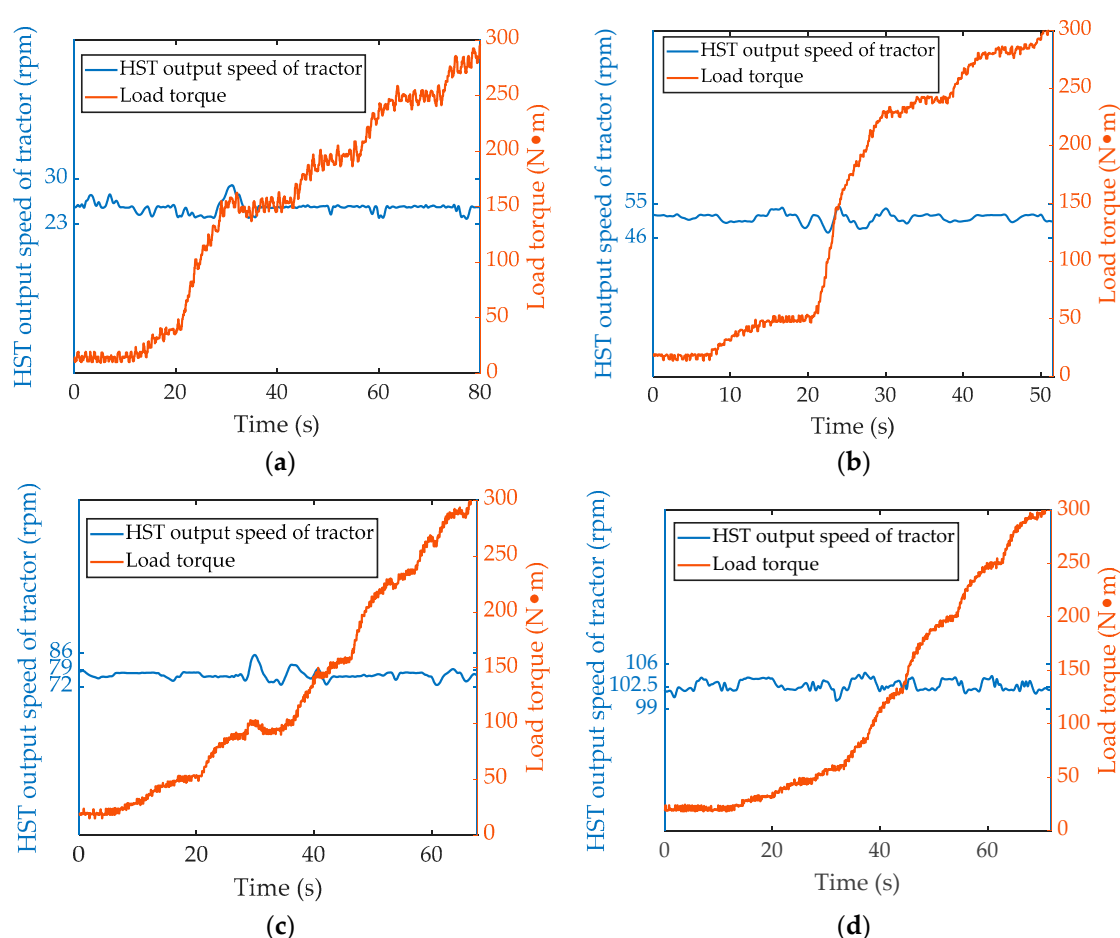 HST output speed of tractor (rpm)
HST output speed of tractor
Load torque
30
23
300
250
200
150
100
50
0
Load torque (N•m)
0 20 40 60 80
Time (s)
(a)
HST output speed of tractor (rpm)
HST output speed of tractor
Load torque
55
46
300
250
200
150
100
50
0
Load torque (N•m)
0 10 20 30 40 50
Time (s)
(b)
HST output speed of tractor (rpm)
HST output speed of tractor
Load torque
86
79
72
300
250
200
150
100
50
0
Load torque (N•m)
0 20 40 60
Time (s)
(c)
HST output speed of tractor (rpm)
HST output speed of tractor
Load torque
106
102.5
99
300
250
200
150
100
50
0
Load torque (N•m)
0 20 40 60
Time (s)
(d)